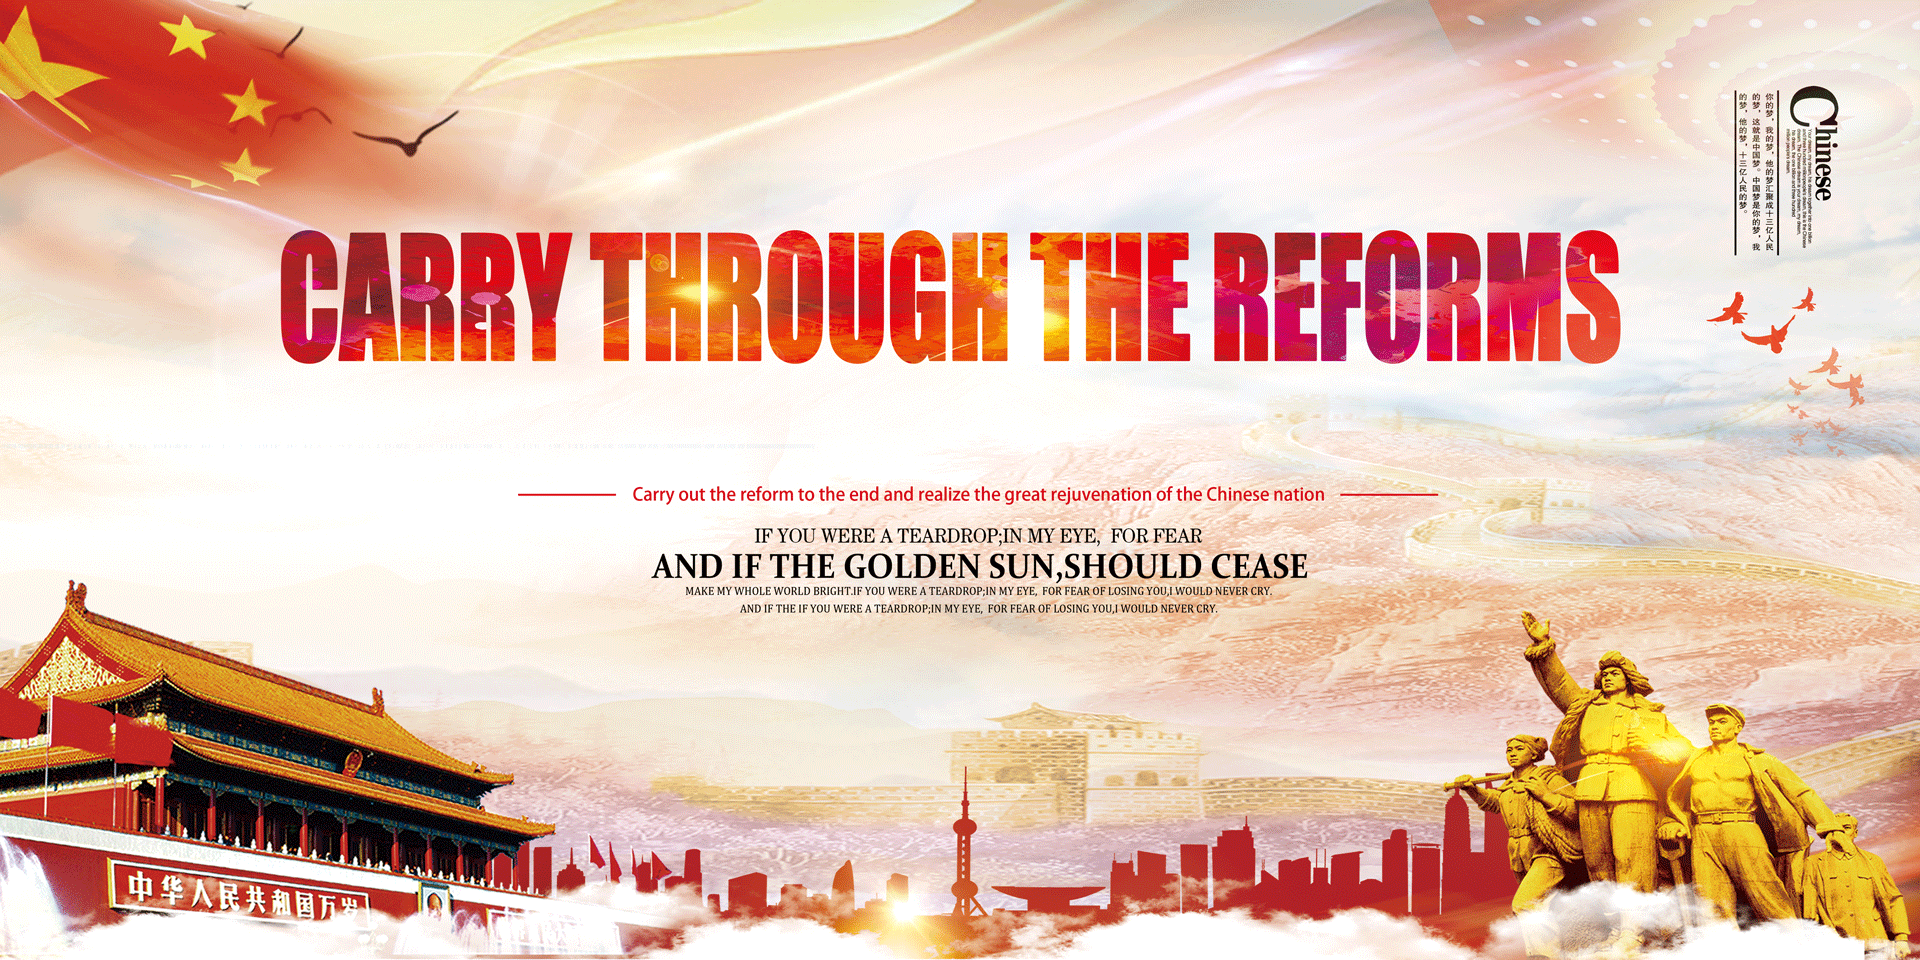 CARRY THROUGH THE REFORMS
Carry out the reform to the end and realize the great rejuvenation of the Chinese nation
IF YOU WERE A TEARDROP;IN MY EYE, FOR FEAR
AND IF THE GOLDEN SUN,SHOULD CEASE
MAKE MY WHOLE WORLD BRIGHT.IF YOU WERE A TEARDROP;IN MY EYE, FOR FEAR OF LOSING YOU,I WOULD NEVER CRY.
AND IF THE IF YOU WERE A TEARDROP;IN MY EYE, FOR FEAR OF LOSING YOU,I WOULD NEVER CRY.
Chinese
你的梦，我的梦，他的梦汇聚成十三亿人民
的梦，这就是中国梦。中国梦是你的梦，我
的梦，他的梦，十三亿人民的梦。
中华人民共和国万岁